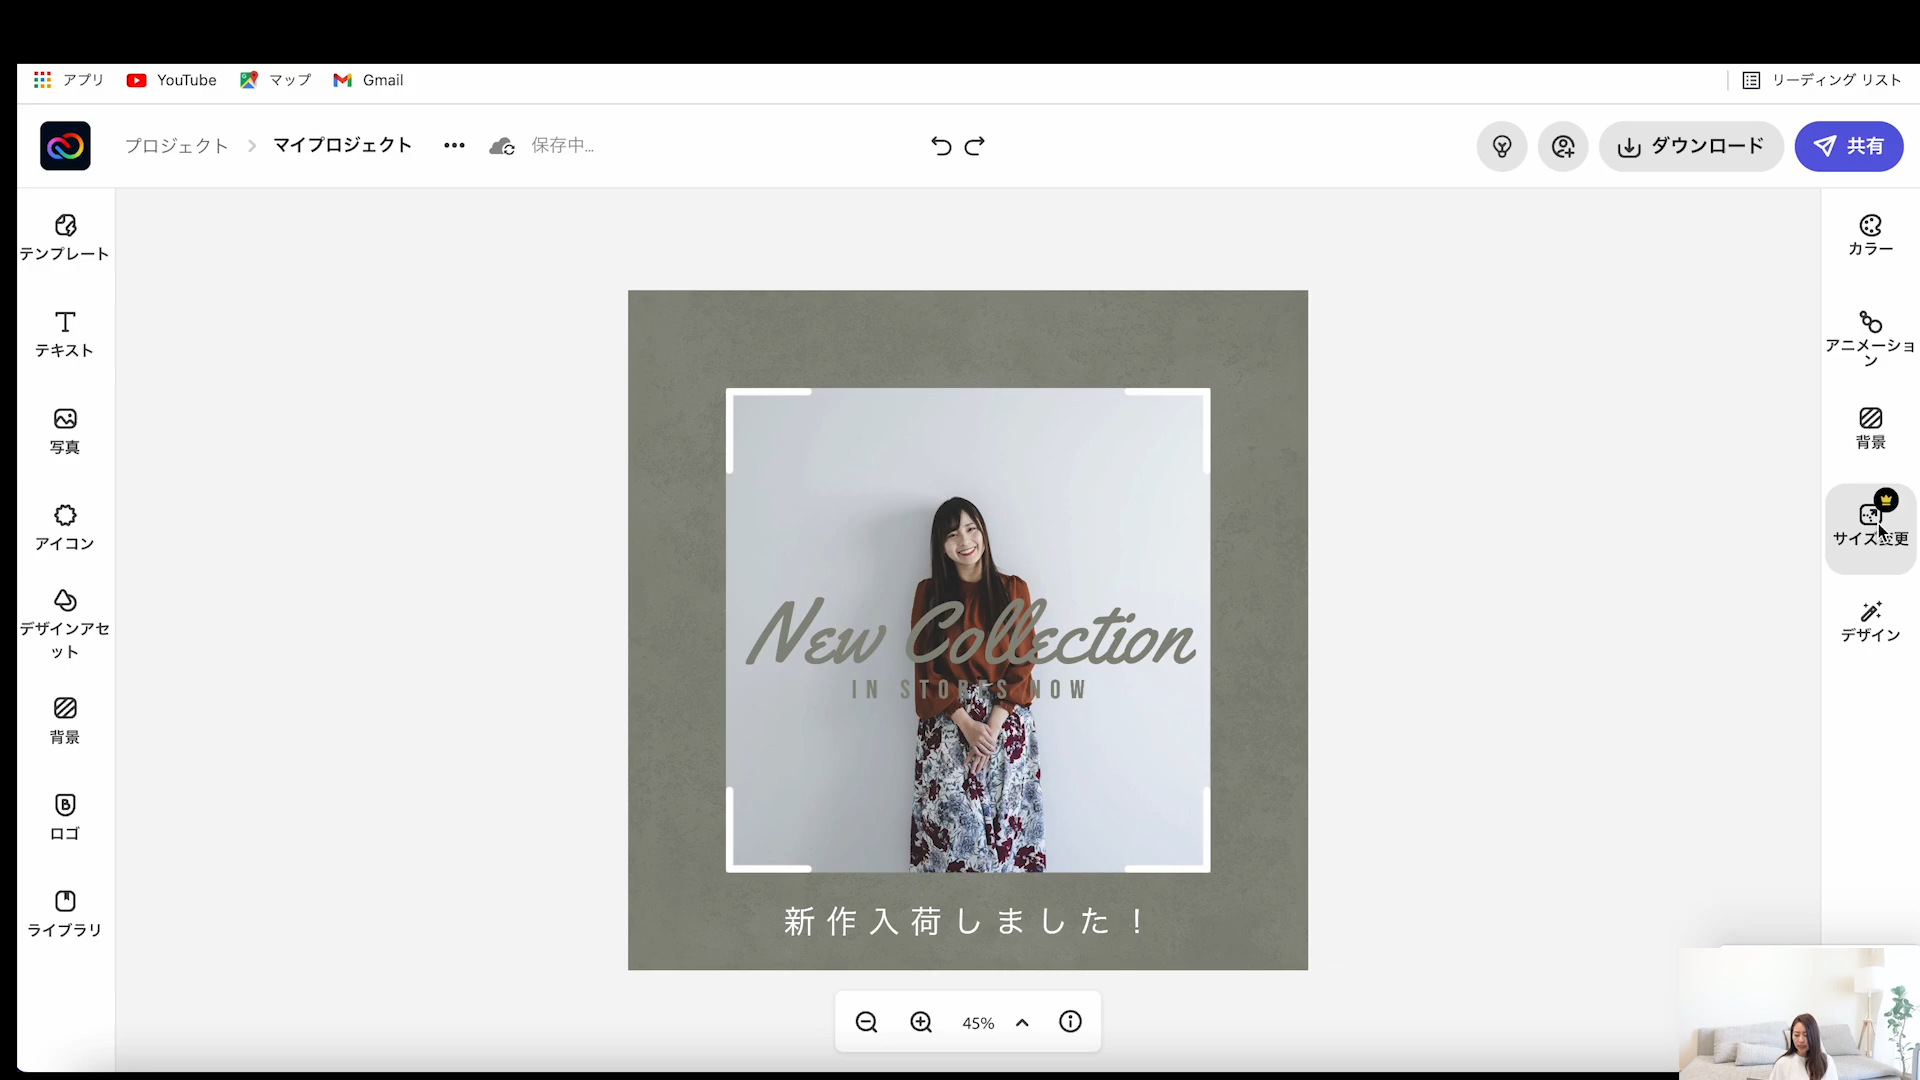 アプリ YouTube マップ Gmail リーディング リスト
プロジェクト マイプロジェクト 保存中... ダウンロード 共有
テンプレート
テキスト
写真
アイコン
デザインアセ
ット
背景
ロゴ
ライブラリ
New Collection
IN STORES NOW
新作入荷しました！
45%
カラー
アニメーショ
ン
背景
サイズ変更
デザイン